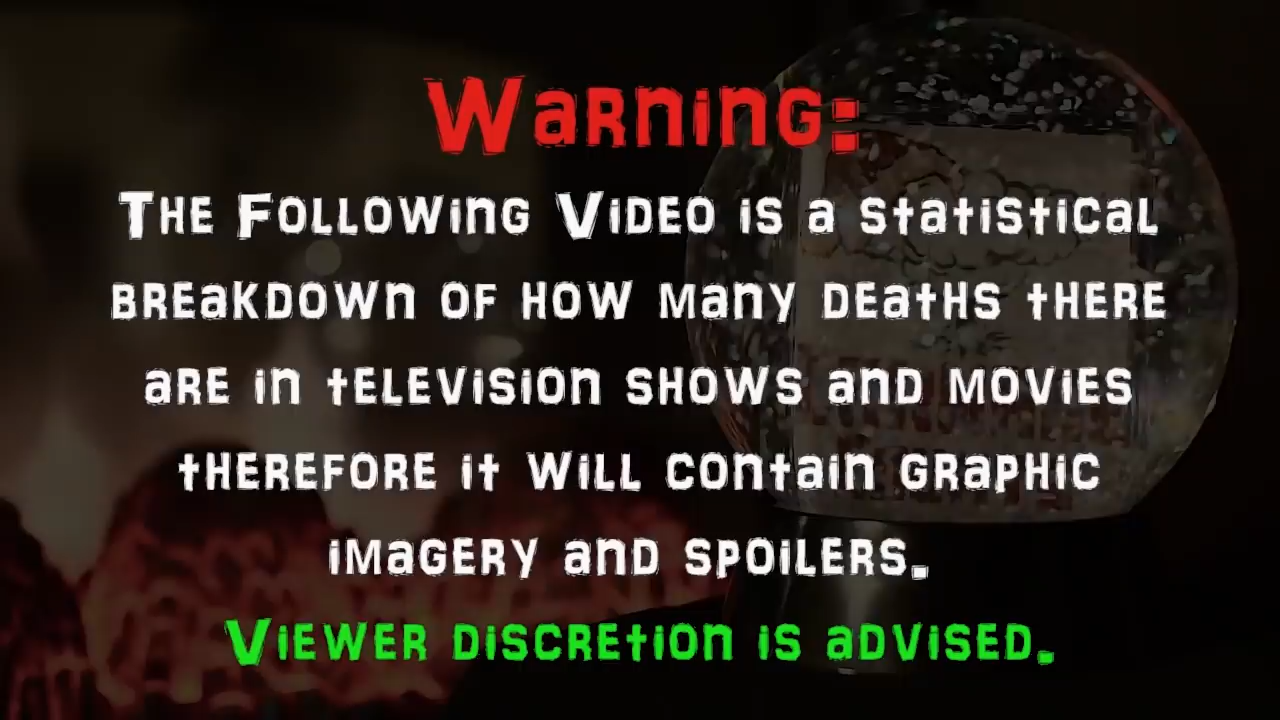 Warning:
The Following Video is a statistical
breakdown of how many deaths there
are in television shows and movies
therefore it will contain graphic
imagery and spoilers.
Viewer discretion is advised.